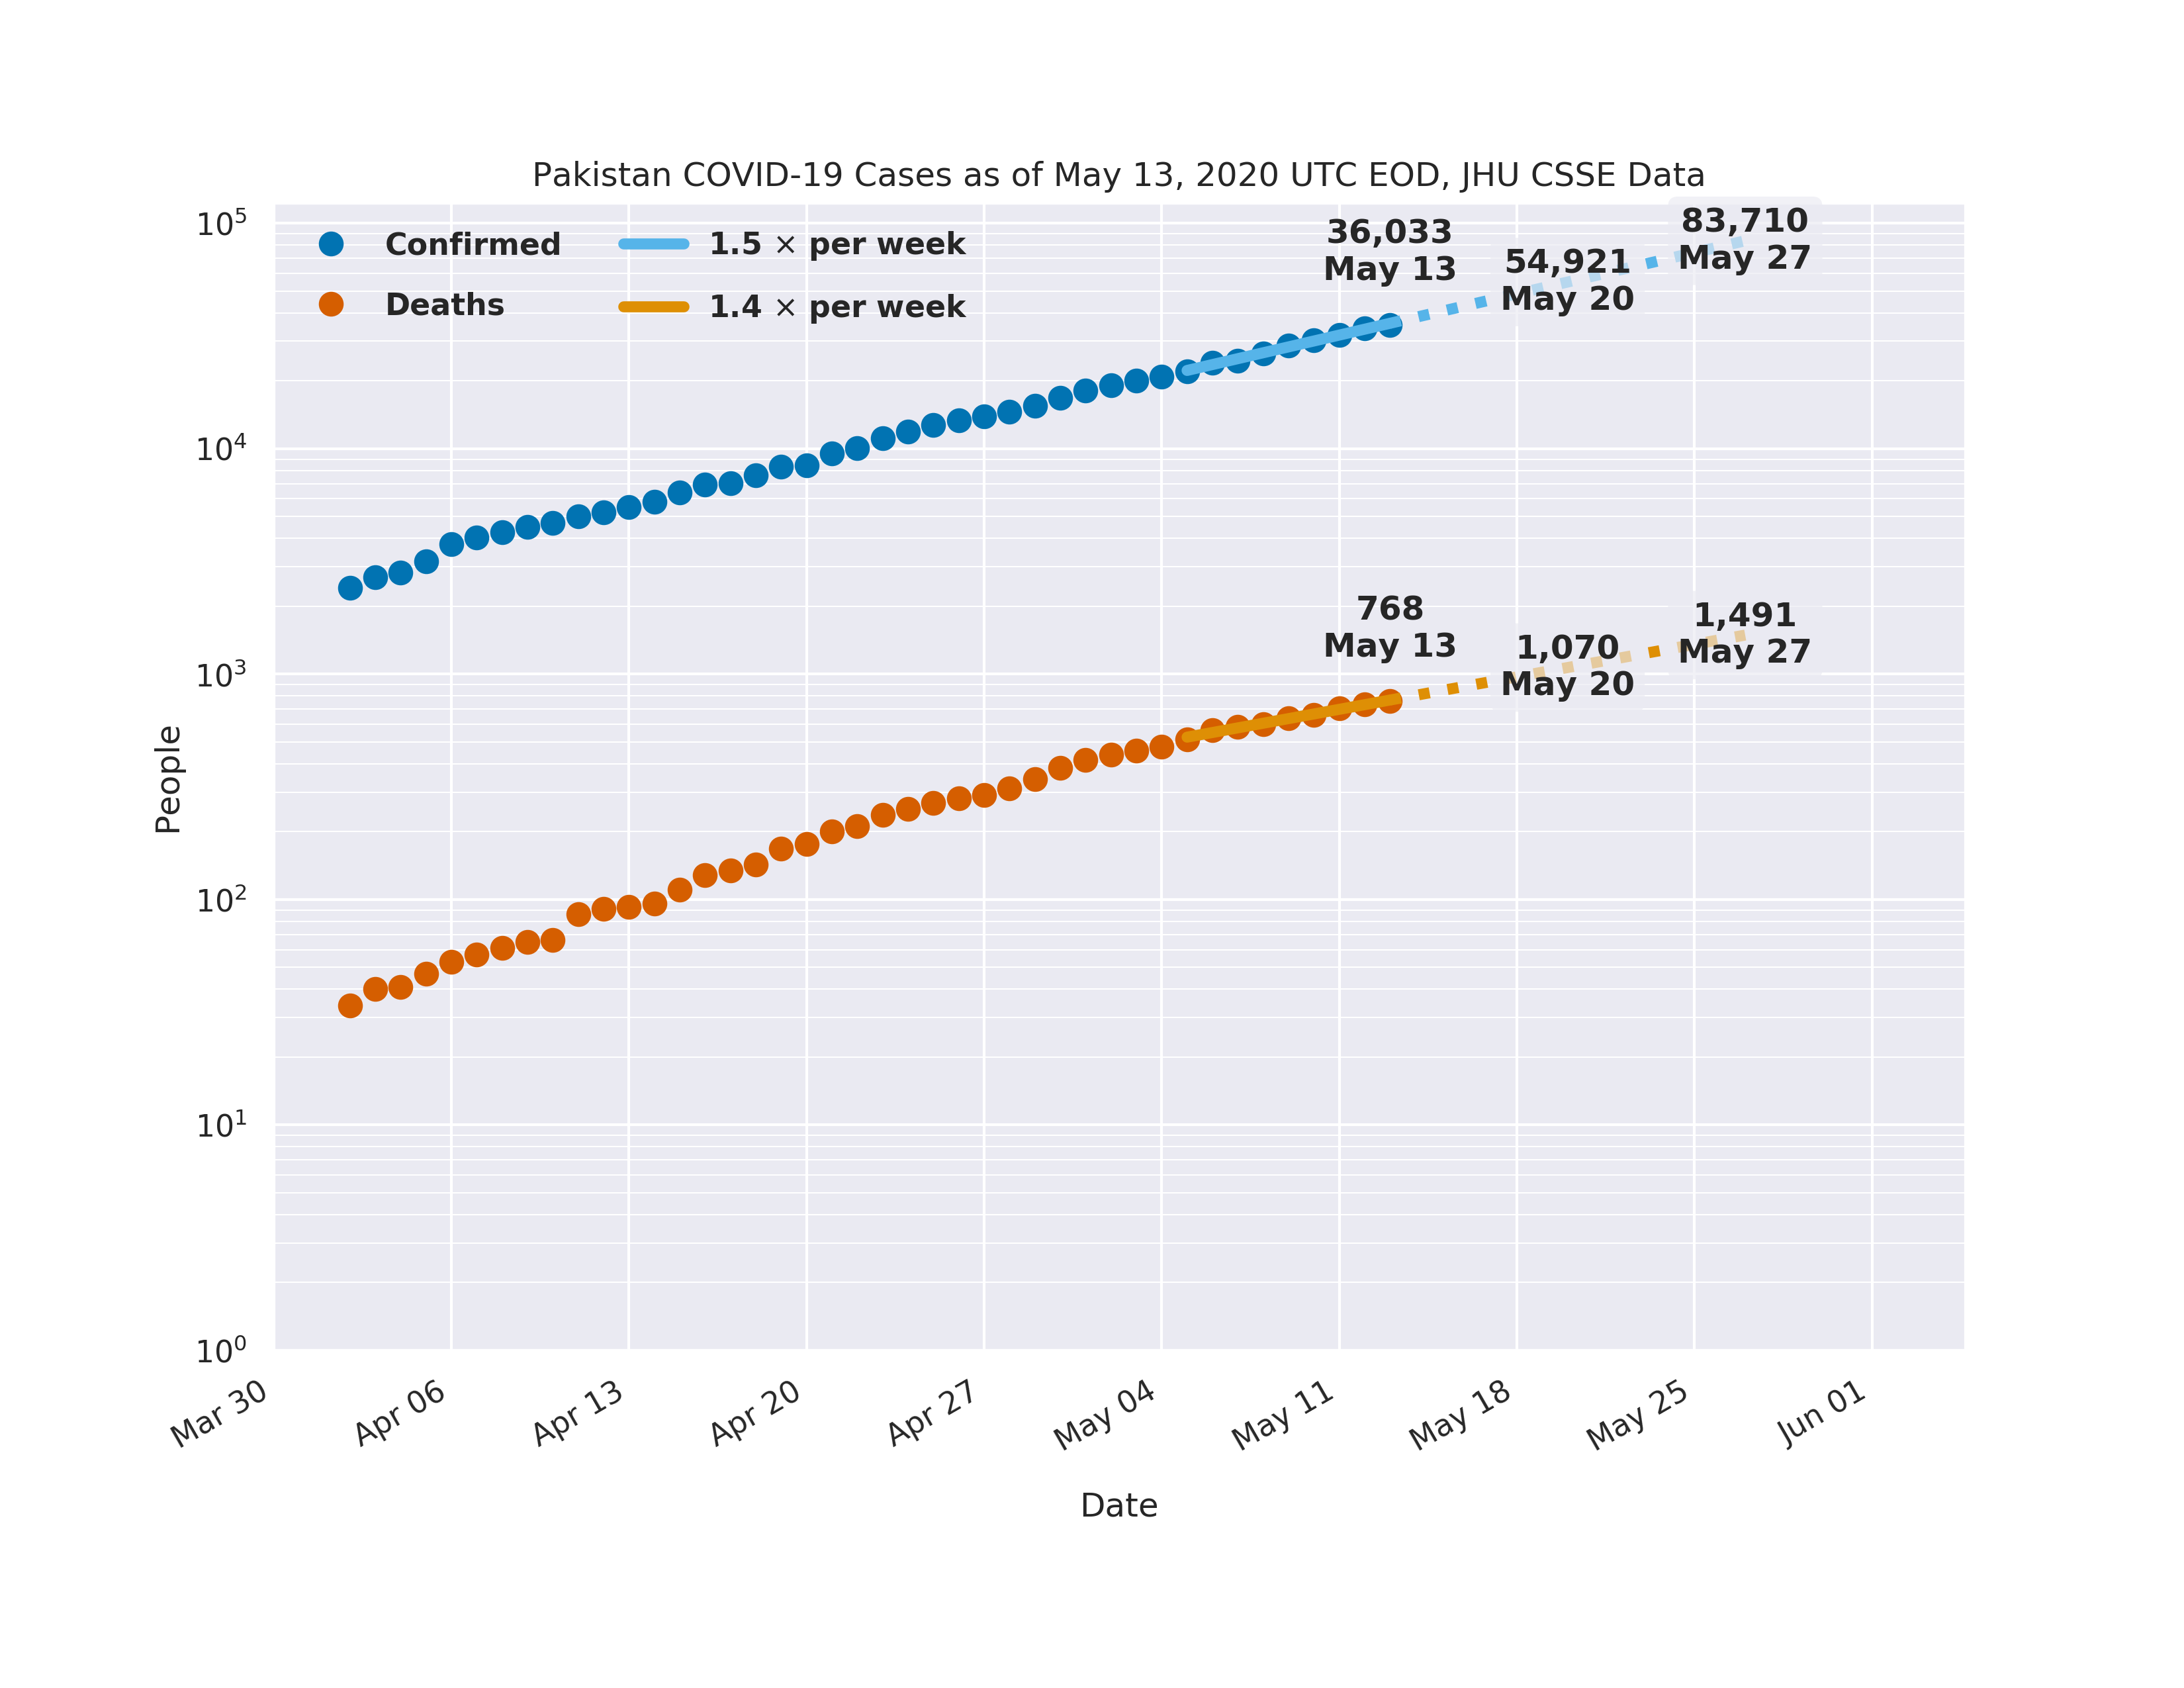 Pakistan COVID-19 Cases as of May 13, 2020 UTC EOD, JHU CSSE Data
Confirmed
Deaths
1.5 × per week
1.4 × per week
36,033
May 13
54,921
May 20
83,710
May 27
768
May 13
1,070
May 20
1,491
May 27
People
10⁵
10⁴
10³
10²
10¹
10⁰
Mar 30
Apr 06
Apr 13
Apr 20
Apr 27
May 04
May 11
May 18
May 25
Jun 01
Date